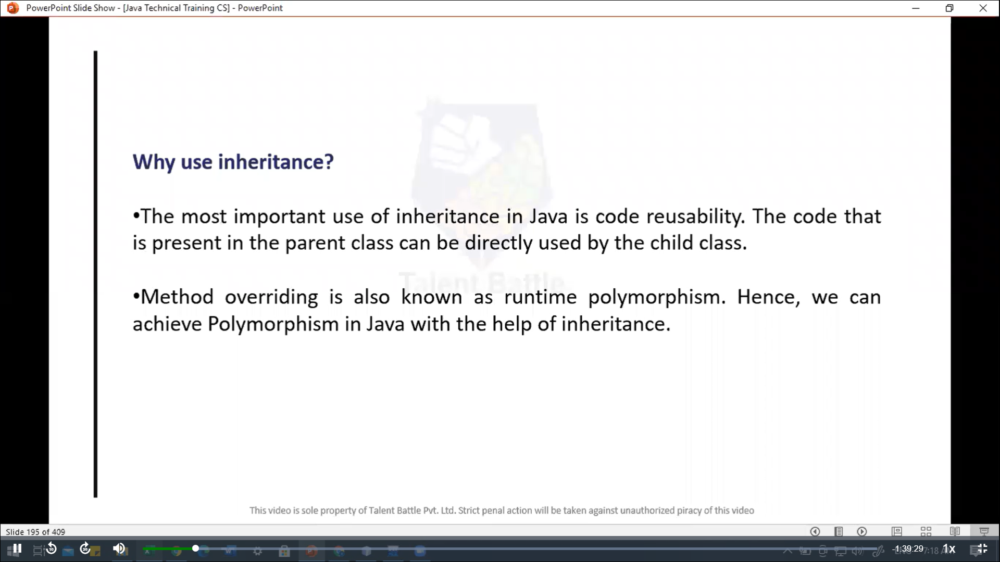 PowerPoint Slide Show - [Java Technical Training CS] - PowerPoint
Why use inheritance?
•The most important use of inheritance in Java is code reusability. The code that
is present in the parent class can be directly used by the child class.
Talent Battle
•Method overriding is also known as runtime polymorphism. Hence, we can
achieve Polymorphism in Java with the help of inheritance.
This video is sole property of Talent Battle Pvt. Ltd. Strict penal action will be taken against unauthorized piracy of this video
Slide 195 of 409
10 30 -1:39:29 1x